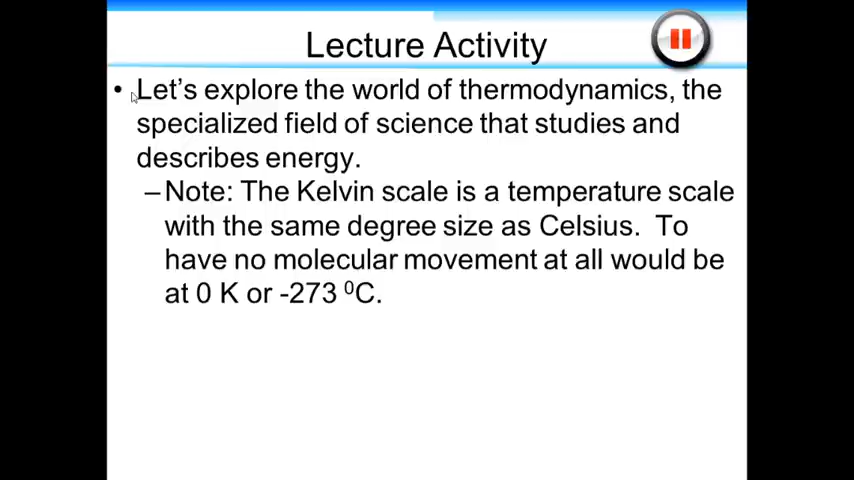 Lecture Activity
• Let's explore the world of thermodynamics, the
specialized field of science that studies and
describes energy.
–Note: The Kelvin scale is a temperature scale
with the same degree size as Celsius. To
have no molecular movement at all would be
at 0 K or -273 ⁰C.